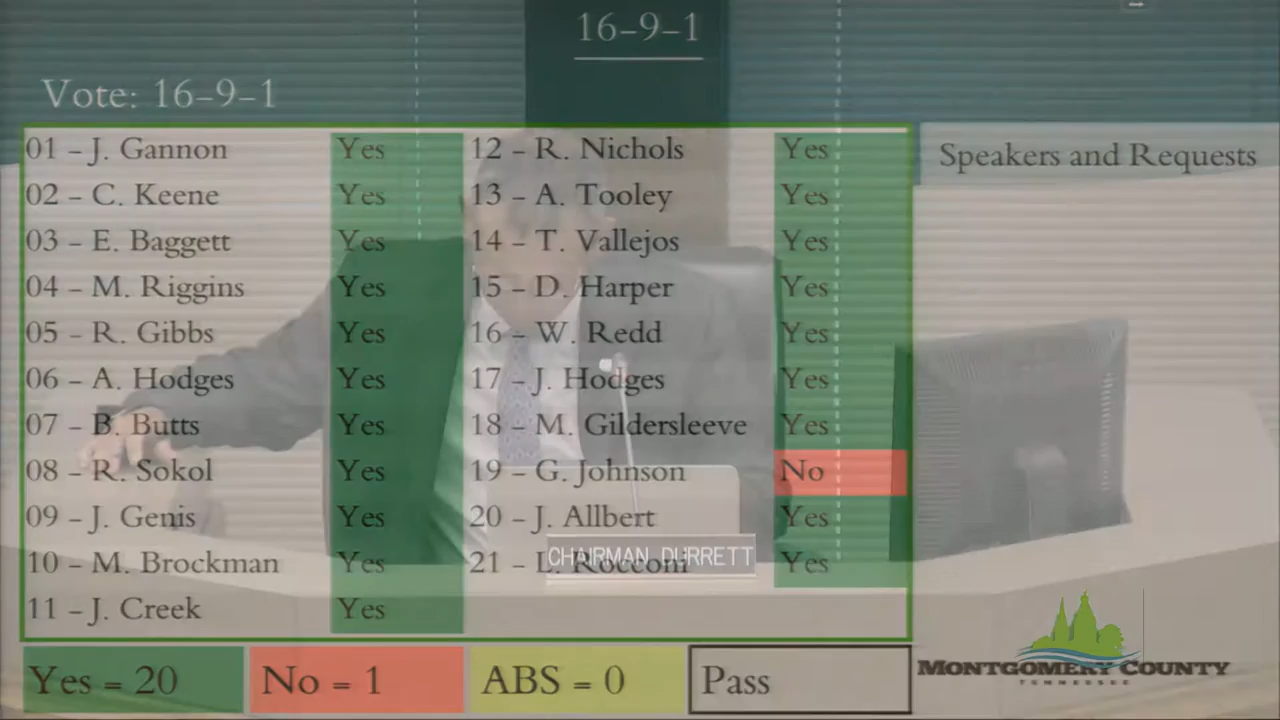 16-9-1
Vote: 16-9-1
01 - J. Gannon Yes 12 - R. Nichols Yes
02 - C. Keene Yes 13 - A. Tooley Yes
03 - E. Baggett Yes 14 - T. Vallejos Yes
04 - M. Riggins Yes 15 - D. Harper Yes
05 - R. Gibbs Yes 16 - W. Redd Yes
06 - A. Hodges Yes 17 - J. Hodges Yes
07 - B. Butts Yes 18 - M. Gildersleeve Yes
08 - R. Sokol Yes 19 - G. Johnson No
09 - J. Genis Yes 20 - J. Allbert Yes
10 - M. Brockman Yes 21 - L. Rocconi Yes
11 - J. Creek Yes
CHAIRMAN DURRETT
Yes = 20 No = 1 ABS = 0 Pass
Speakers and Requests
MONTGOMERY COUNTY
TENNESSEE